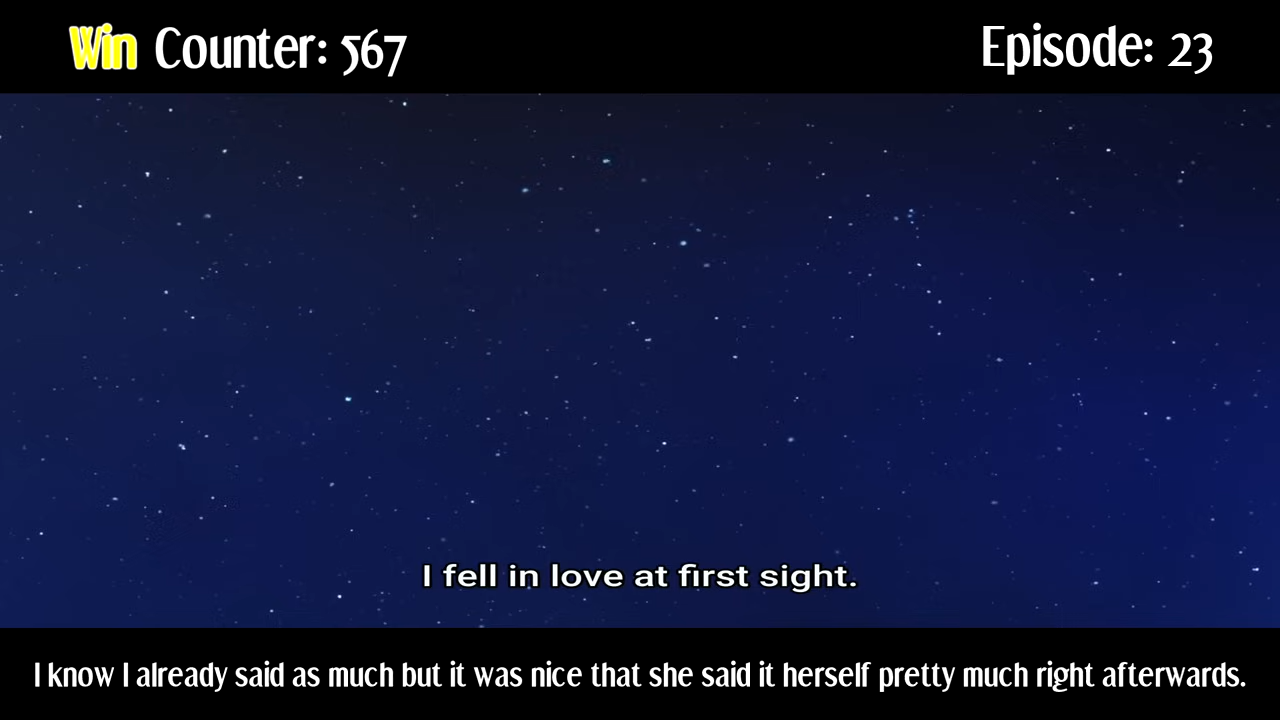 Win Counter: 567
Episode: 23
I fell in love at first sight.
I know I already said as much but it was nice that she said it herself pretty much right afterwards.